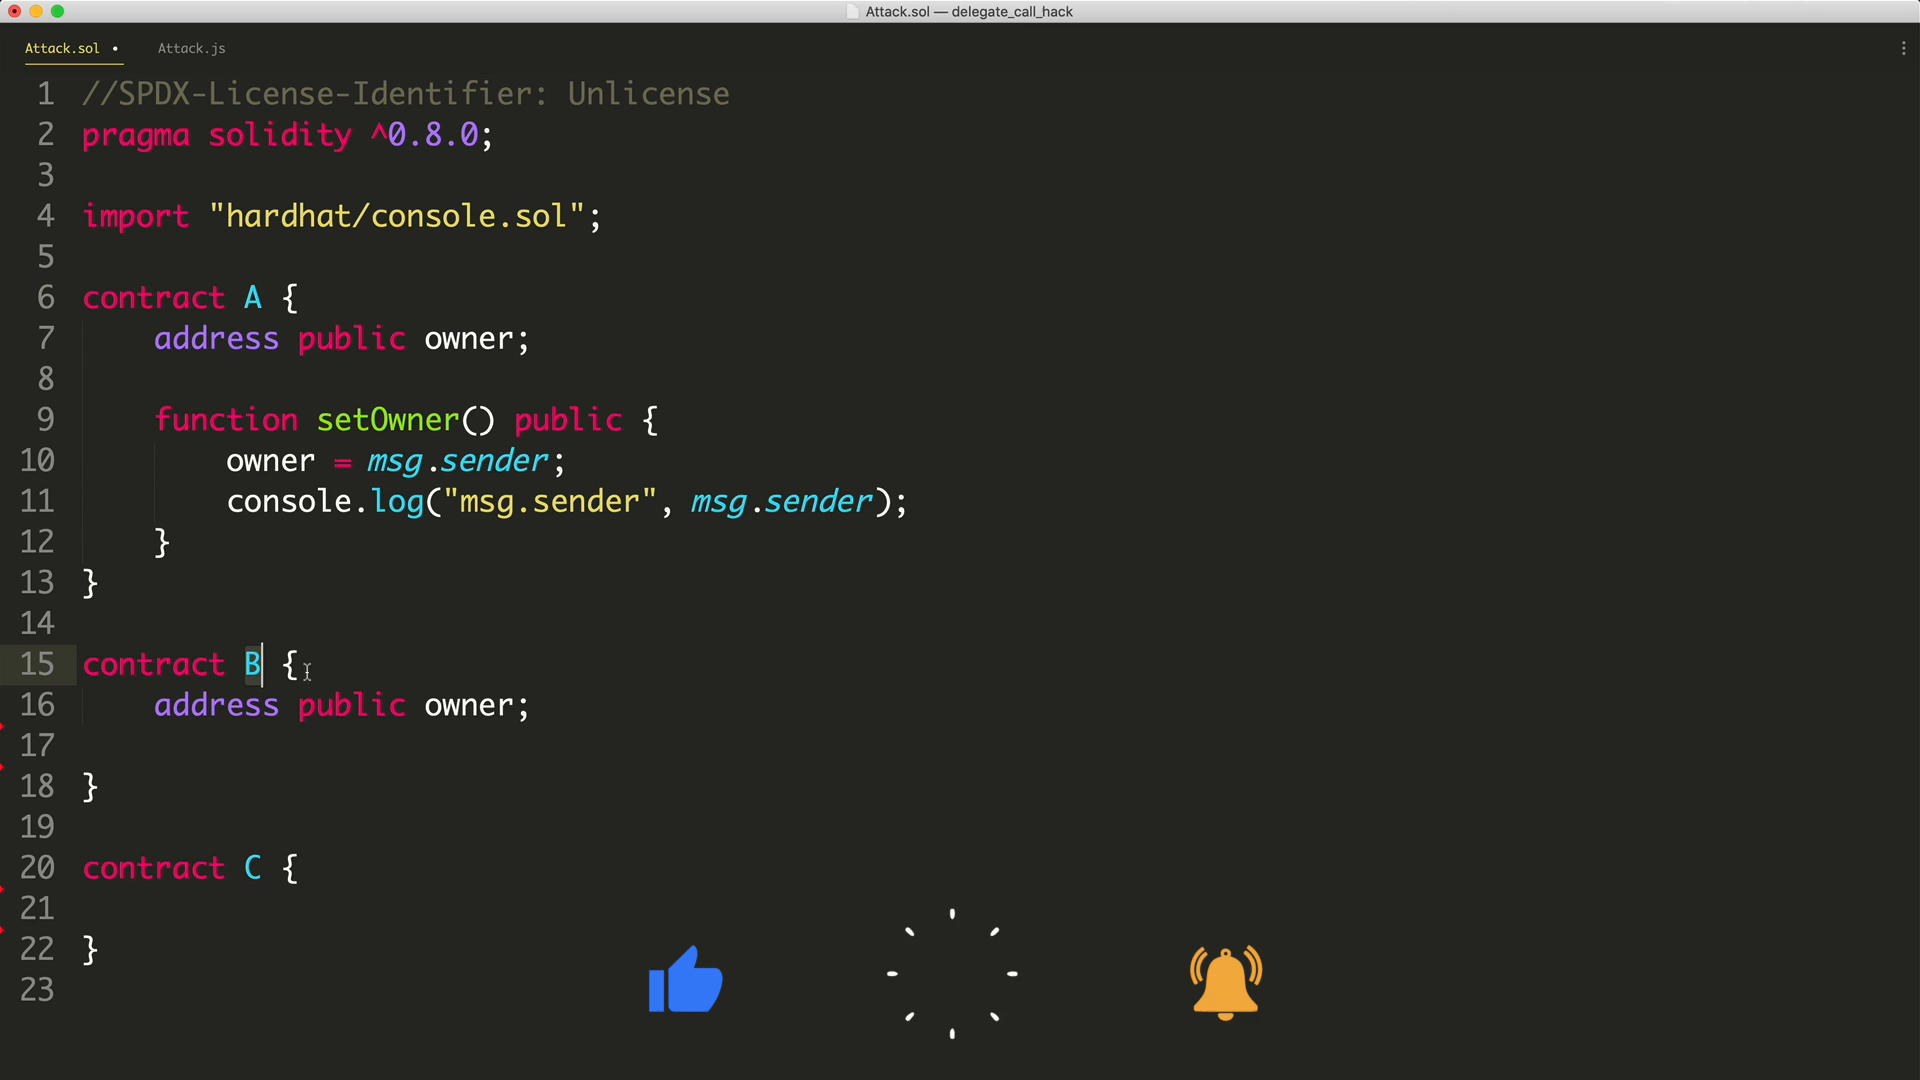 Attack.sol — delegate_call_hack
Attack.sol • Attack.js
1 //SPDX-License-Identifier: Unlicense
2 pragma solidity ^0.8.0;
3
4 import "hardhat/console.sol";
5
6 contract A {
7 address public owner;
8
9 function setOwner() public {
10 owner = msg.sender;
11 console.log("msg.sender", msg.sender);
12 }
13 }
14
15 contract B {
16 address public owner;
17
18 }
19
20 contract C {
21
22 }
23